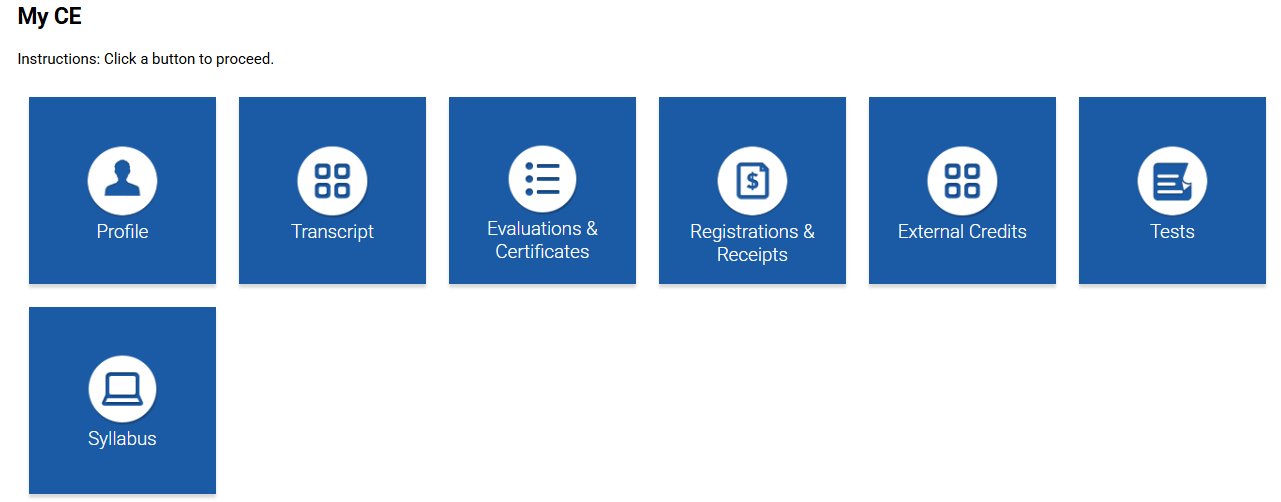 My CE
Instructions: Click a button to proceed.
Profile
Transcript
Evaluations &
Certificates
$
Registrations &
Receipts
External Credits
Tests
Syllabus